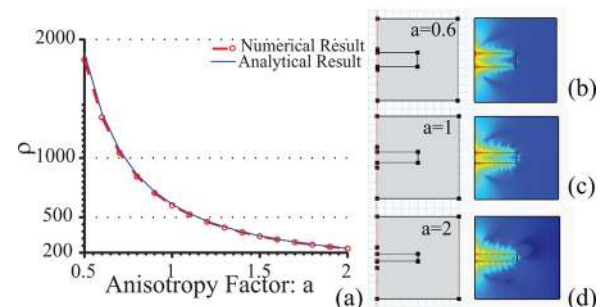 2000
1000
500
200
ρ
Numerical Result
Analytical Result
0.5
1
1.5
2
Anisotropy Factor: a
(a)
a=0.6
(b)
a=1
(c)
a=2
(d)